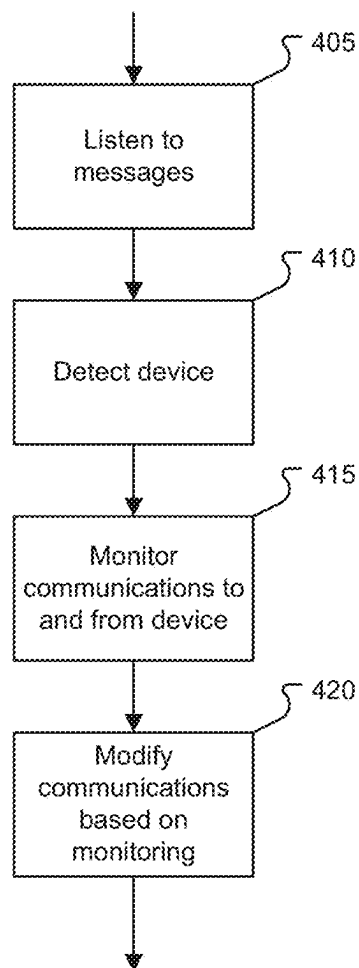 405
Listen to
messages
410
Detect device
415
Monitor
communications to
and from device
420
Modify
communications
based on
monitoring